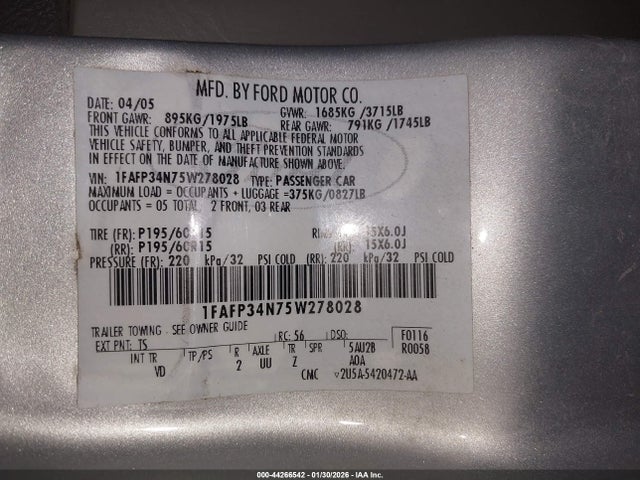 MFD. BY FORD MOTOR CO.
DATE: 04/05 GVWR: 1685KG /3715LB
FRONT GAWR: 895KG/1975LB REAR GAWR: 791KG /1745LB
THIS VEHICLE CONFORMS TO ALL APPLICABLE FEDERAL MOTOR
VEHICLE SAFETY, BUMPER, AND THEFT PREVENTION STANDARDS
IN EFFECT ON THE DATE OF MANUFACTURE SHOWN ABOVE.
VIN: 1FAFP34N75W278028 TYPE: PASSENGER CAR
MAXIMUM LOAD = OCCUPANTS + LUGGAGE =375KG/0827LB
OCCUPANTS = 05 TOTAL 2 FRONT, 03 REAR
TIRE (FR): P195/60R15 15X6.0J
(RR): P195/60R15 (RR): 15X6.0J
PRESSURE (FR): 220 kPa/32 PSI COLD (RR): 220 kPa/32 PSI COLD
1FAFP34N75W278028
TRAILER TOWING - SEE OWNER GUIDE
EXT PNT: TS RC: 56 DSO: F0116
INT TR TP/PS R AXLE TR SPR 5AU2B R0058
VD 2 UU Z AOA
CMC V2U5A-5420472-AA
000-44266542 - 01/30/2026 - IAA Inc.